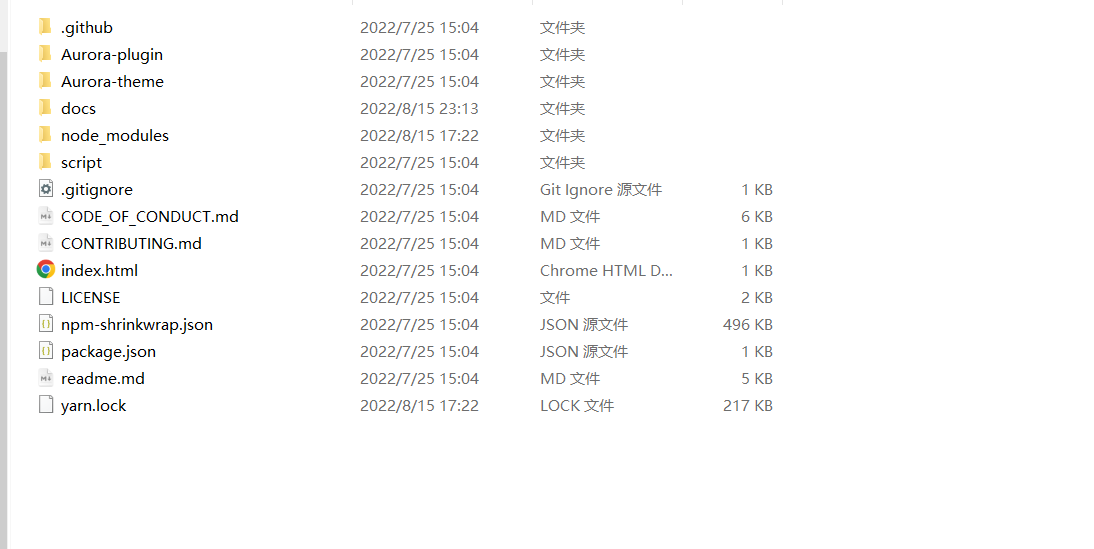 .github 2022/7/25 15:04 文件夹
Aurora-plugin 2022/7/25 15:04 文件夹
Aurora-theme 2022/7/25 15:04 文件夹
docs 2022/8/15 23:13 文件夹
node_modules 2022/8/15 17:22 文件夹
script 2022/7/25 15:04 文件夹
.gitignore 2022/7/25 15:04 Git Ignore 源文件 1 KB
CODE_OF_CONDUCT.md 2022/7/25 15:04 MD 文件 6 KB
CONTRIBUTING.md 2022/7/25 15:04 MD 文件 1 KB
index.html 2022/7/25 15:04 Chrome HTML D... 1 KB
LICENSE 2022/7/25 15:04 文件 2 KB
npm-shrinkwrap.json 2022/7/25 15:04 JSON 源文件 496 KB
package.json 2022/7/25 15:04 JSON 源文件 1 KB
readme.md 2022/7/25 15:04 MD 文件 5 KB
yarn.lock 2022/8/15 17:22 LOCK 文件 217 KB